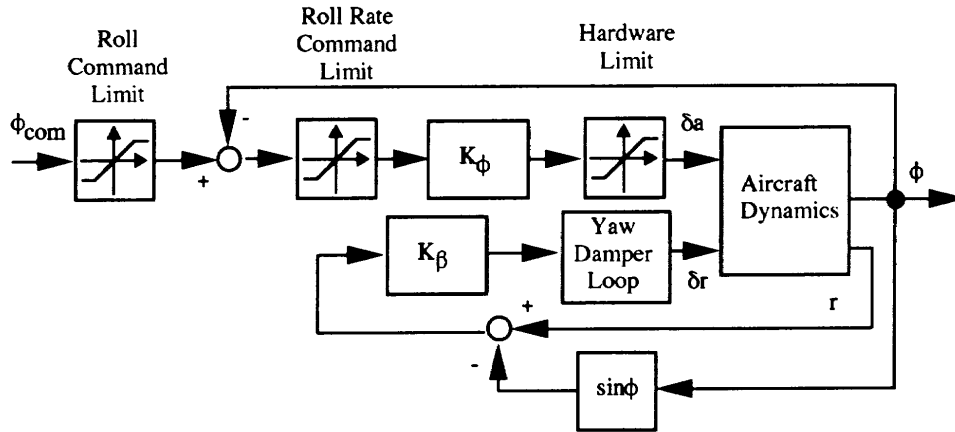 Roll
Command
Limit
Roll Rate
Command
Limit
Hardware
Limit
ϕcom
-
+
Kϕ
δa
Aircraft
Dynamics
ϕ
Kβ
Yaw
Damper
Loop
δr
+
r
-
sinϕ